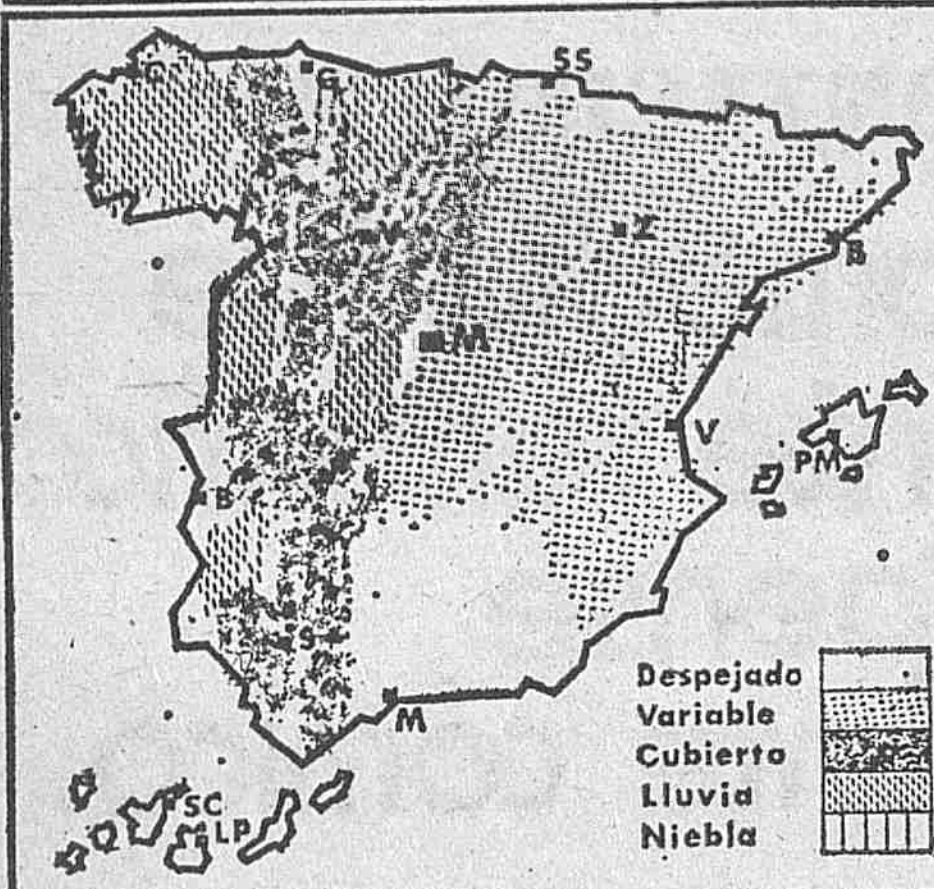 C
G
SS
V
Z
B
M
V
PM
B
S
M
SC
LP
Despejado
Variable
Cubierto
Lluvia
Niebla